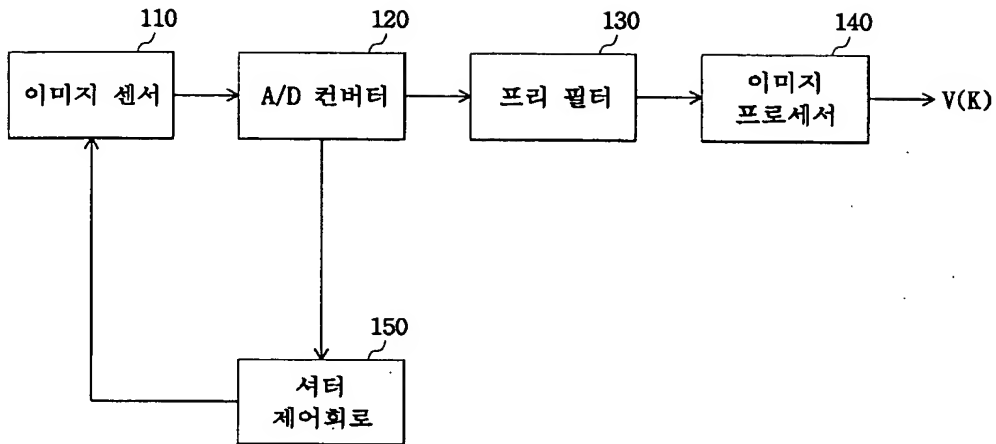 110
120
130
140
이미지 센서
A/D 컨버터
프리 필터
이미지
프로세서
V(K)
150
셔터
제어회로